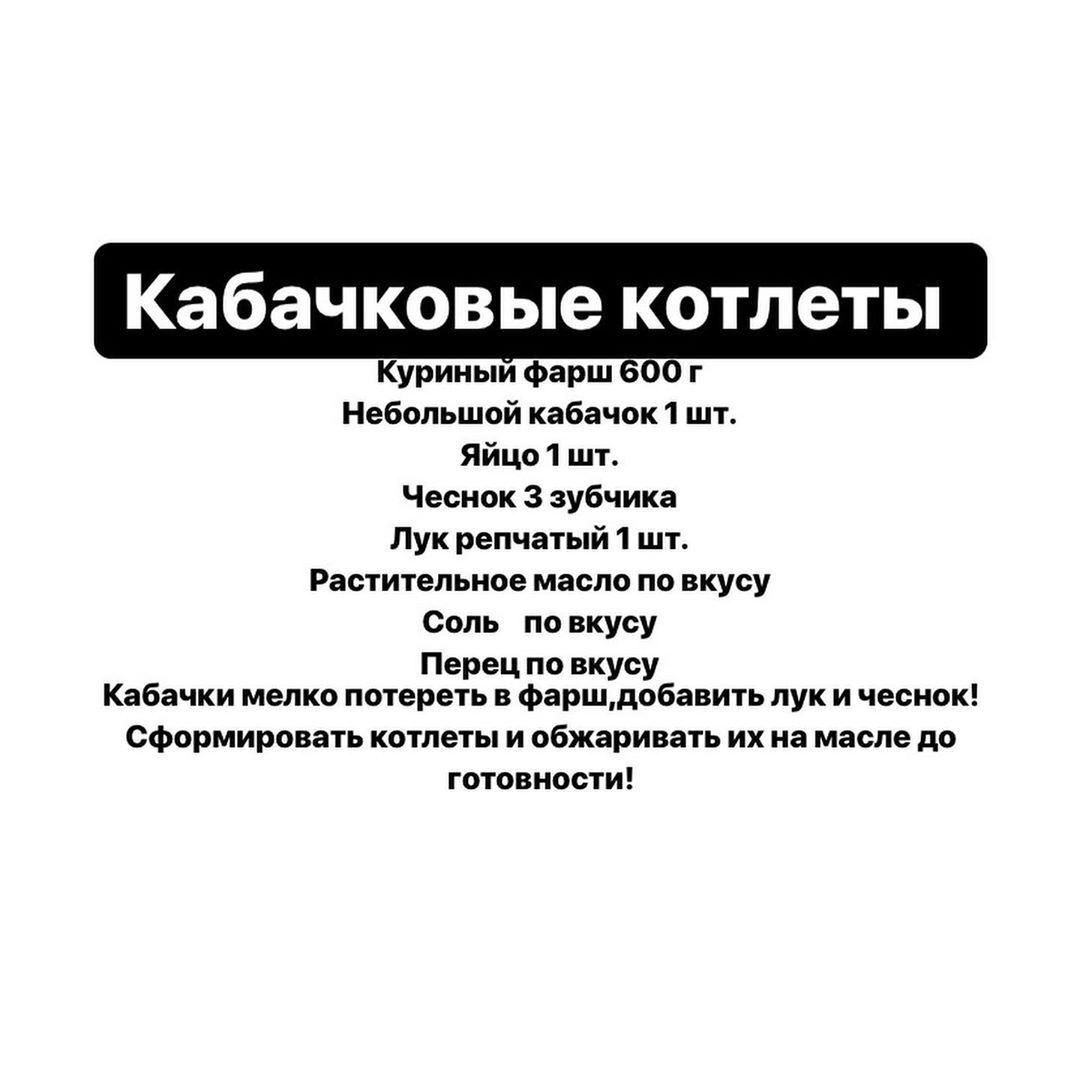 Кабачковые котлеты
Куриный фарш 600 г
Небольшой кабачок 1 шт.
Яйцо 1 шт.
Чеснок 3 зубчика
Лук репчатый 1 шт.
Растительное масло по вкусу
Соль по вкусу
Перец по вкусу
Кабачки мелко потереть в фарш,добавить лук и чеснок!
Сформировать котлеты и обжаривать их на масле до
готовности!